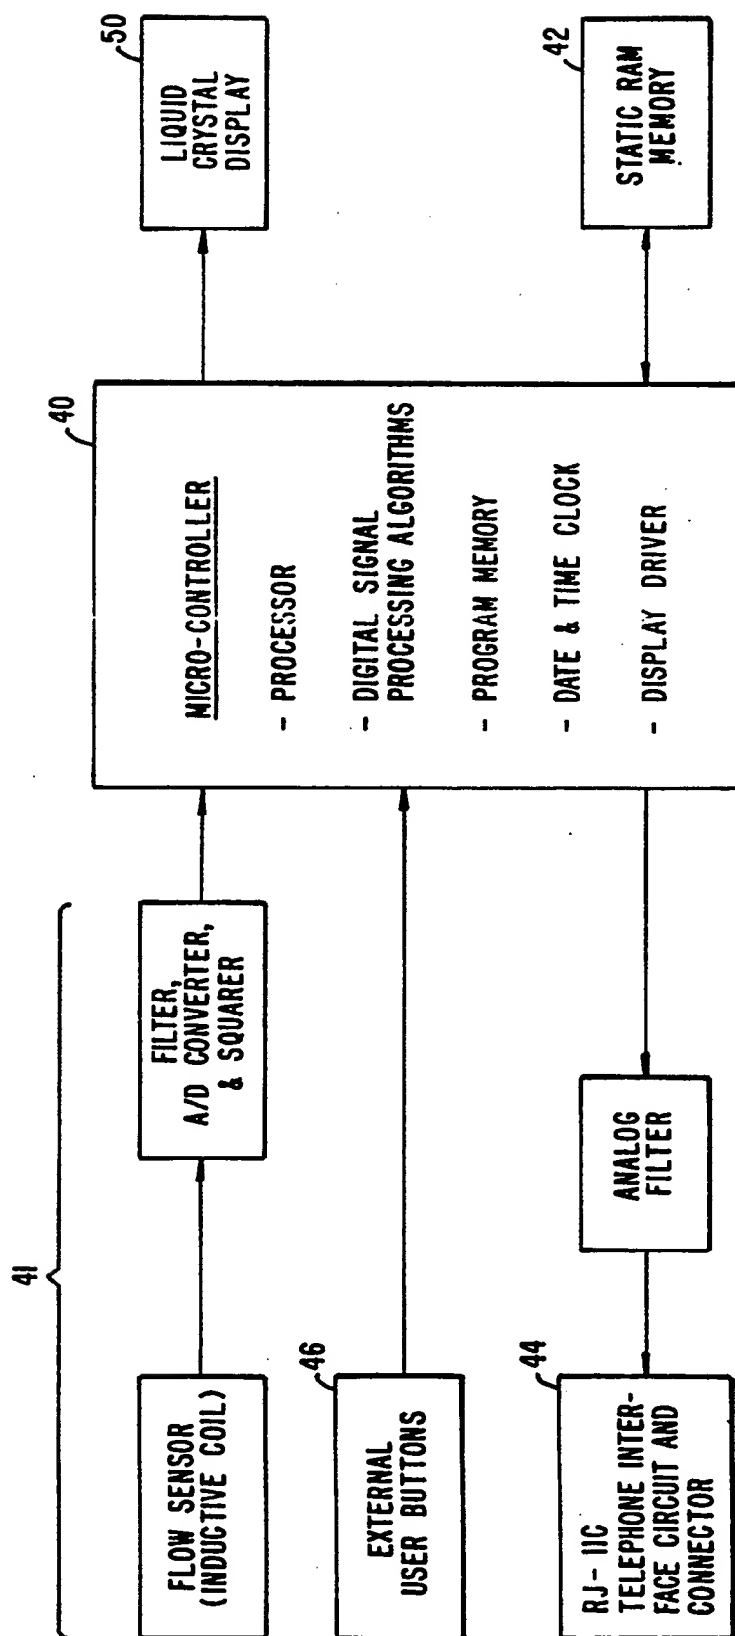 41
FLOW SENSOR
(INDUCTIVE COIL)
FILTER,
A/D CONVERTER,
& SQUARER
46
EXTERNAL
USER BUTTONS
44
RJ-11C
TELEPHONE INTER-
FACE CIRCUIT AND
CONNECTOR
ANALOG
FILTER
40
MICRO-CONTROLLER
- PROCESSOR
- DIGITAL SIGNAL
PROCESSING ALGORITHMS
- PROGRAM MEMORY
- DATE & TIME CLOCK
- DISPLAY DRIVER
50
LIQUID
CRYSTAL
DISPLAY
42
STATIC RAM
MEMORY